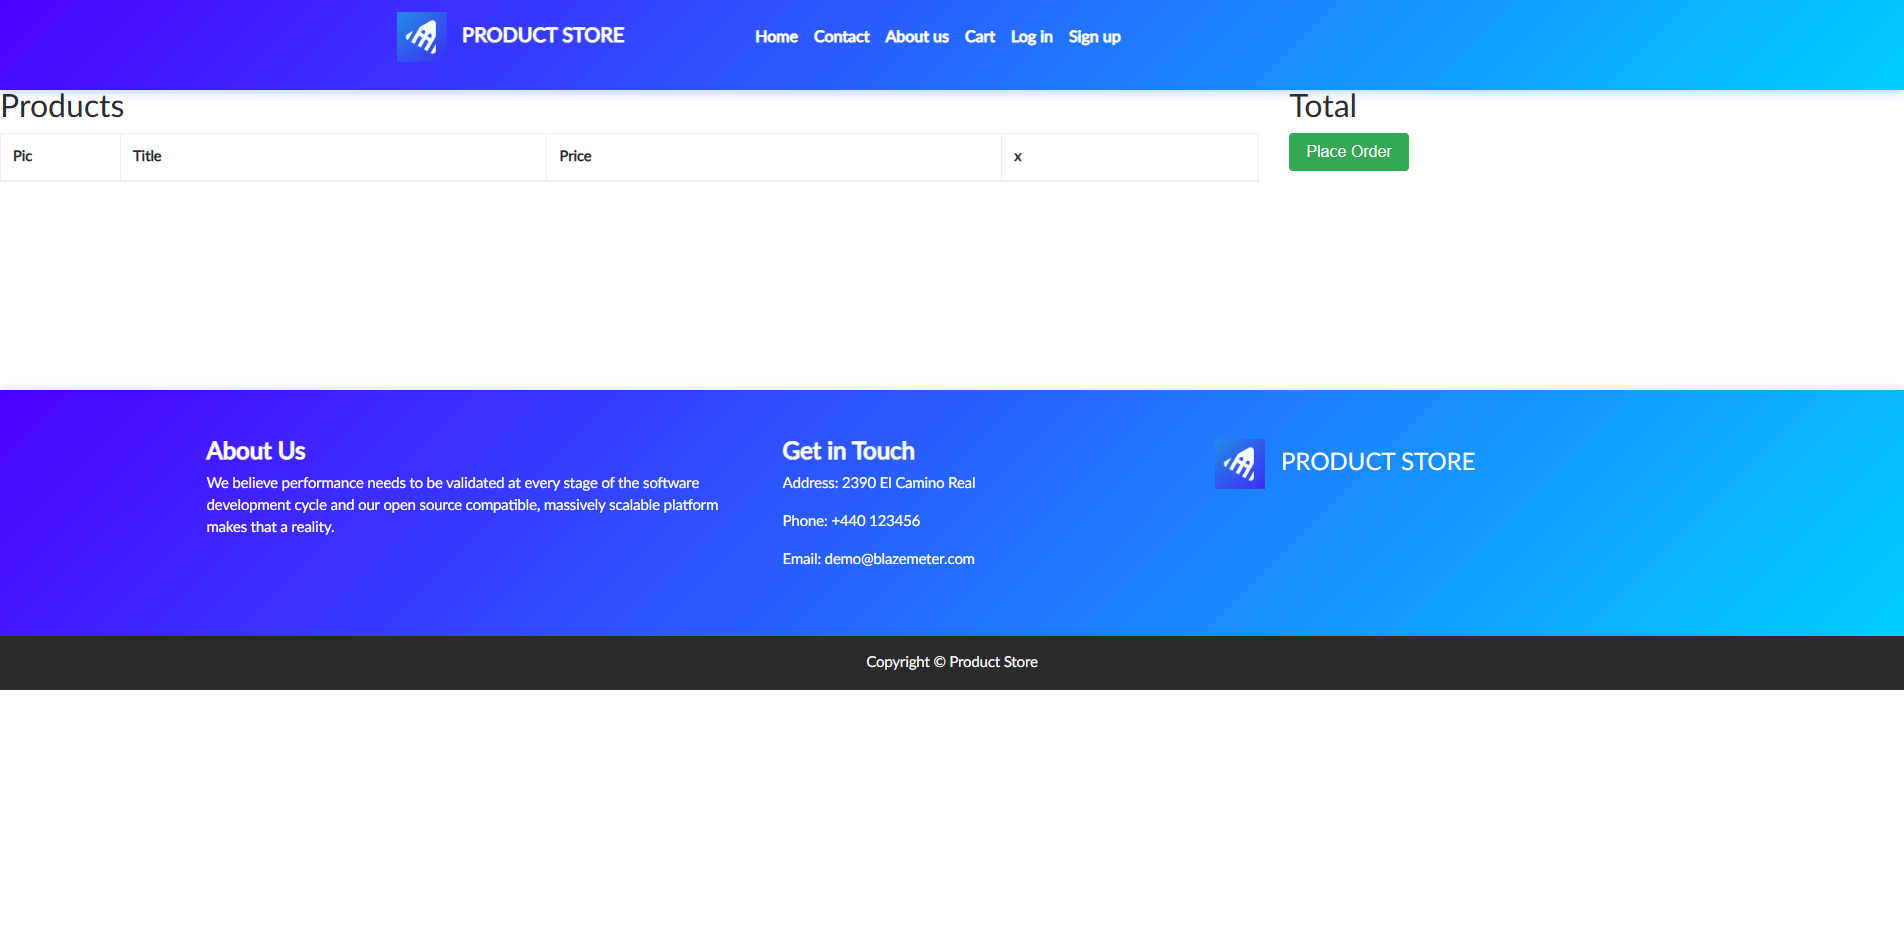 PRODUCT STORE
Home Contact About us Cart Log in Sign up
Products
Total
Pic Title Price x
Place Order
About Us
We believe performance needs to be validated at every stage of the software
development cycle and our open source compatible, massively scalable platform
makes that a reality.
Get in Touch
Address: 2390 El Camino Real
Phone: +440 123456
Email: demo@blazemeter.com
PRODUCT STORE
Copyright © Product Store